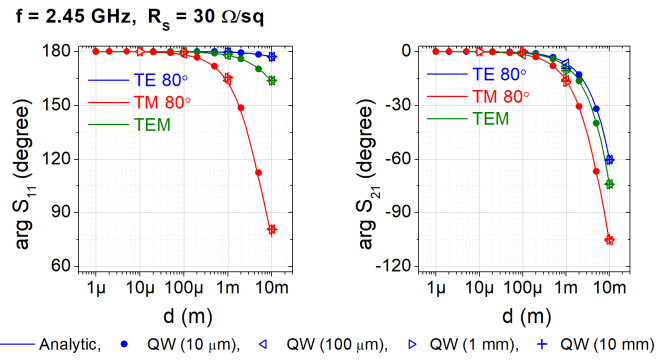 f = 2.45 GHz, R_S = 30 Ω/sq
180
150
120
90
60
arg S₁₁ (degree)
TE 80°
TM 80°
TEM
1μ 10μ 100μ 1m 10m
d (m)
0
-30
-60
-90
-120
arg S₂₁ (degree)
TE 80°
TM 80°
TEM
1μ 10μ 100μ 1m 10m
d (m)
Analytic, QW (10 μm), QW (100 μm), QW (1 mm), QW (10 mm)